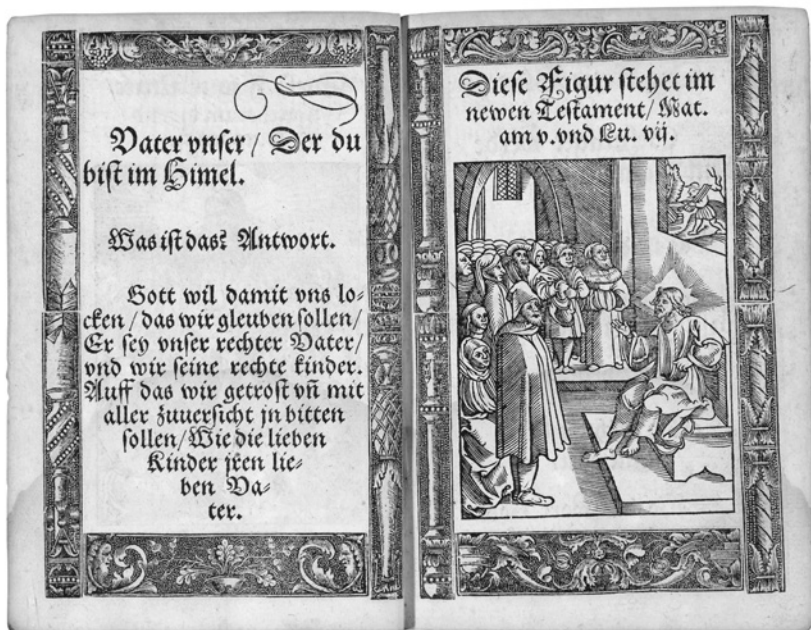 Vater vnser / Der du
bist im Himel.
Was ist das? Antwort.
Gott wil damit vns lo⸗
cken / das wir gleuben sollen /
Er sey vnser rechter Vater /
vnd wir seine rechte kinder.
Auff das wir getrost vn̄ mit
aller zuuersicht jn bitten
sollen / Wie die lieben
Kinder jren lie⸗
ben Va⸗
ter.
Diese Figur stehet im
newen Testament / Mat.
am v. vnd Lu. vij.